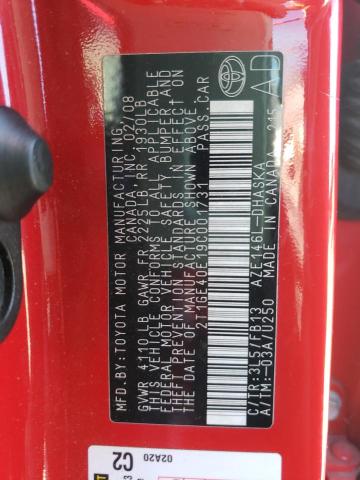 MFD.BY:TOYOTA MOTOR MANUFACTURING,
CANADA,INC. 02/08
GVWR 4110 LB GAWR FR 2225LB RR 1930LB
THIS VEHICLE CONFORMS TO ALL APPLICABLE
FEDERAL MOTOR VEHICLE SAFETY, BUMPER,AND
THEFT PREVENTION STANDARDS IN EFFECT ON
THE DATE OF MANUFACTURE SHOWN ABOVE.
2T1GE40E19C001731 PASS.CAR
C/TR:3L5/FB13 AZE146L-DHASKA
A/TM:-03A/U250 MADE IN CANADA 215
AD
02A20
C2